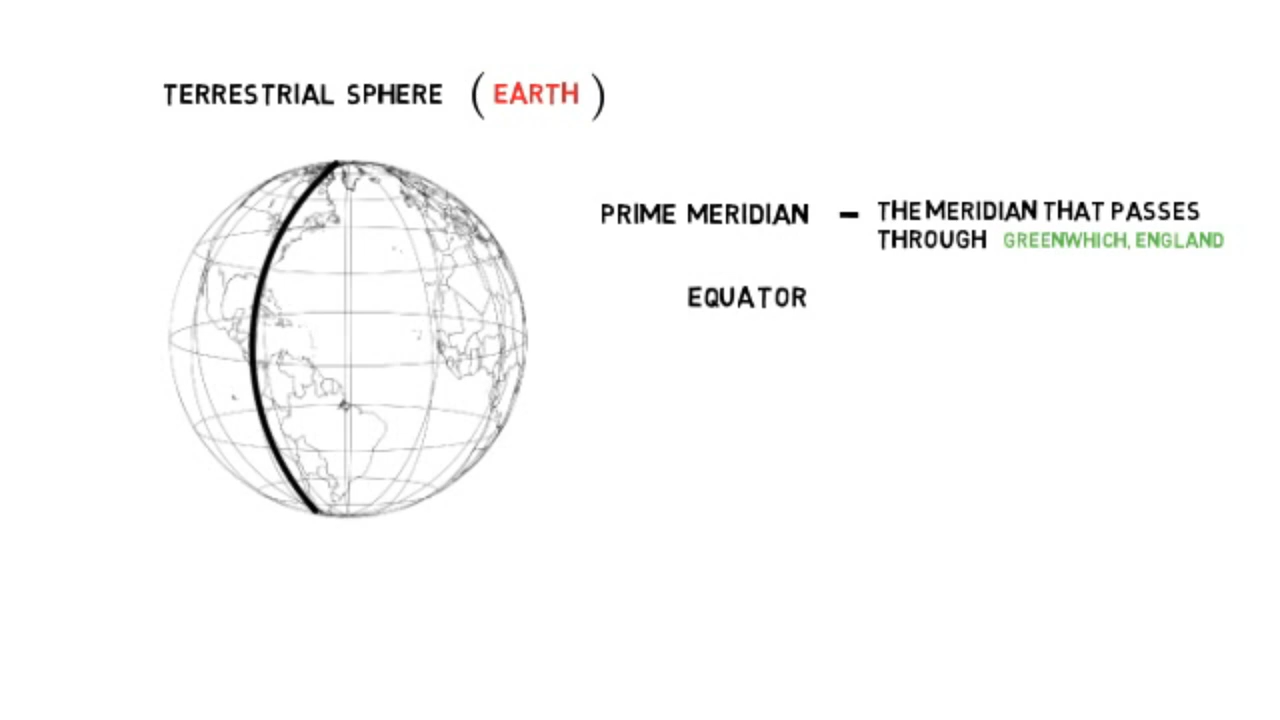 TERRESTRIAL SPHERE (EARTH)
PRIME MERIDIAN - THE MERIDIAN THAT PASSES
THROUGH GREENWHICH, ENGLAND
EQUATOR